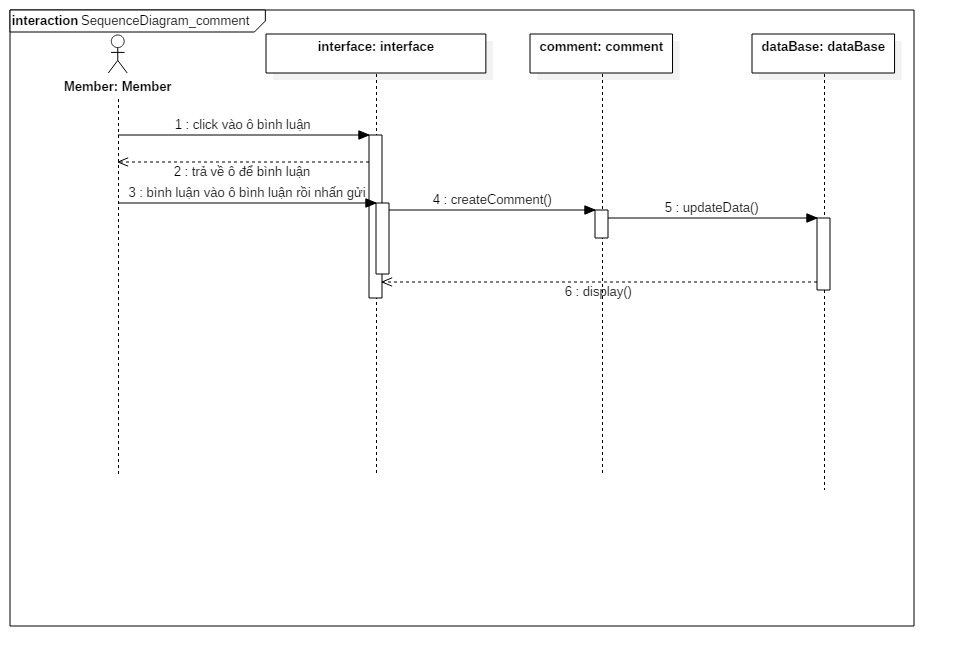 interaction SequenceDiagram_comment
interface: interface
comment: comment
dataBase: dataBase
Member: Member
1 : click vào ô bình luận
2 : trả về ô để bình luận
3 : bình luận vào ô bình luận rồi nhấn gửi
4 : createComment()
5 : updateData()
6 : display()